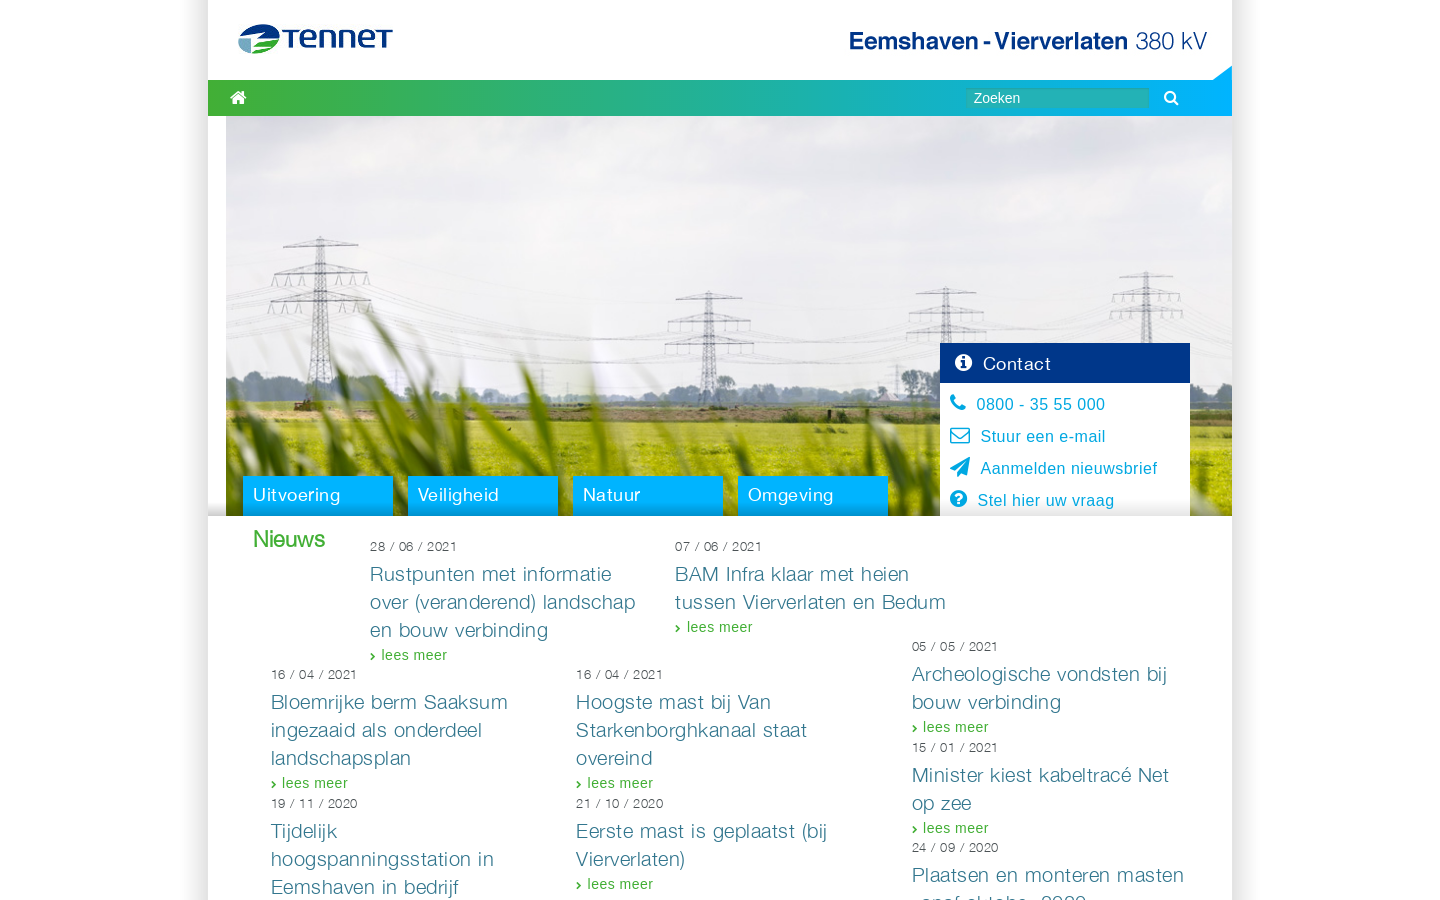 TenneT
Eemshaven - Vierverlaten 380 kV
Zoeken
Contact
0800 - 35 55 000
Stuur een e-mail
Aanmelden nieuwsbrief
Stel hier uw vraag
Uitvoering
Veiligheid
Natuur
Omgeving
Nieuws
28 / 06 / 2021
Rustpunten met informatie
over (veranderend) landschap
en bouw verbinding
lees meer
07 / 06 / 2021
BAM Infra klaar met heien
tussen Vierverlaten en Bedum
lees meer
05 / 05 / 2021
Archeologische vondsten bij
bouw verbinding
lees meer
16 / 04 / 2021
Bloemrijke berm Saaksum
ingezaaid als onderdeel
landschapsplan
lees meer
16 / 04 / 2021
Hoogste mast bij Van
Starkenborghkanaal staat
overeind
lees meer
15 / 01 / 2021
Minister kiest kabeltracé Net
op zee
lees meer
19 / 11 / 2020
Tijdelijk
hoogspanningsstation in
Eemshaven in bedrijf
21 / 10 / 2020
Eerste mast is geplaatst (bij
Vierverlaten)
lees meer
24 / 09 / 2020
Plaatsen en monteren masten